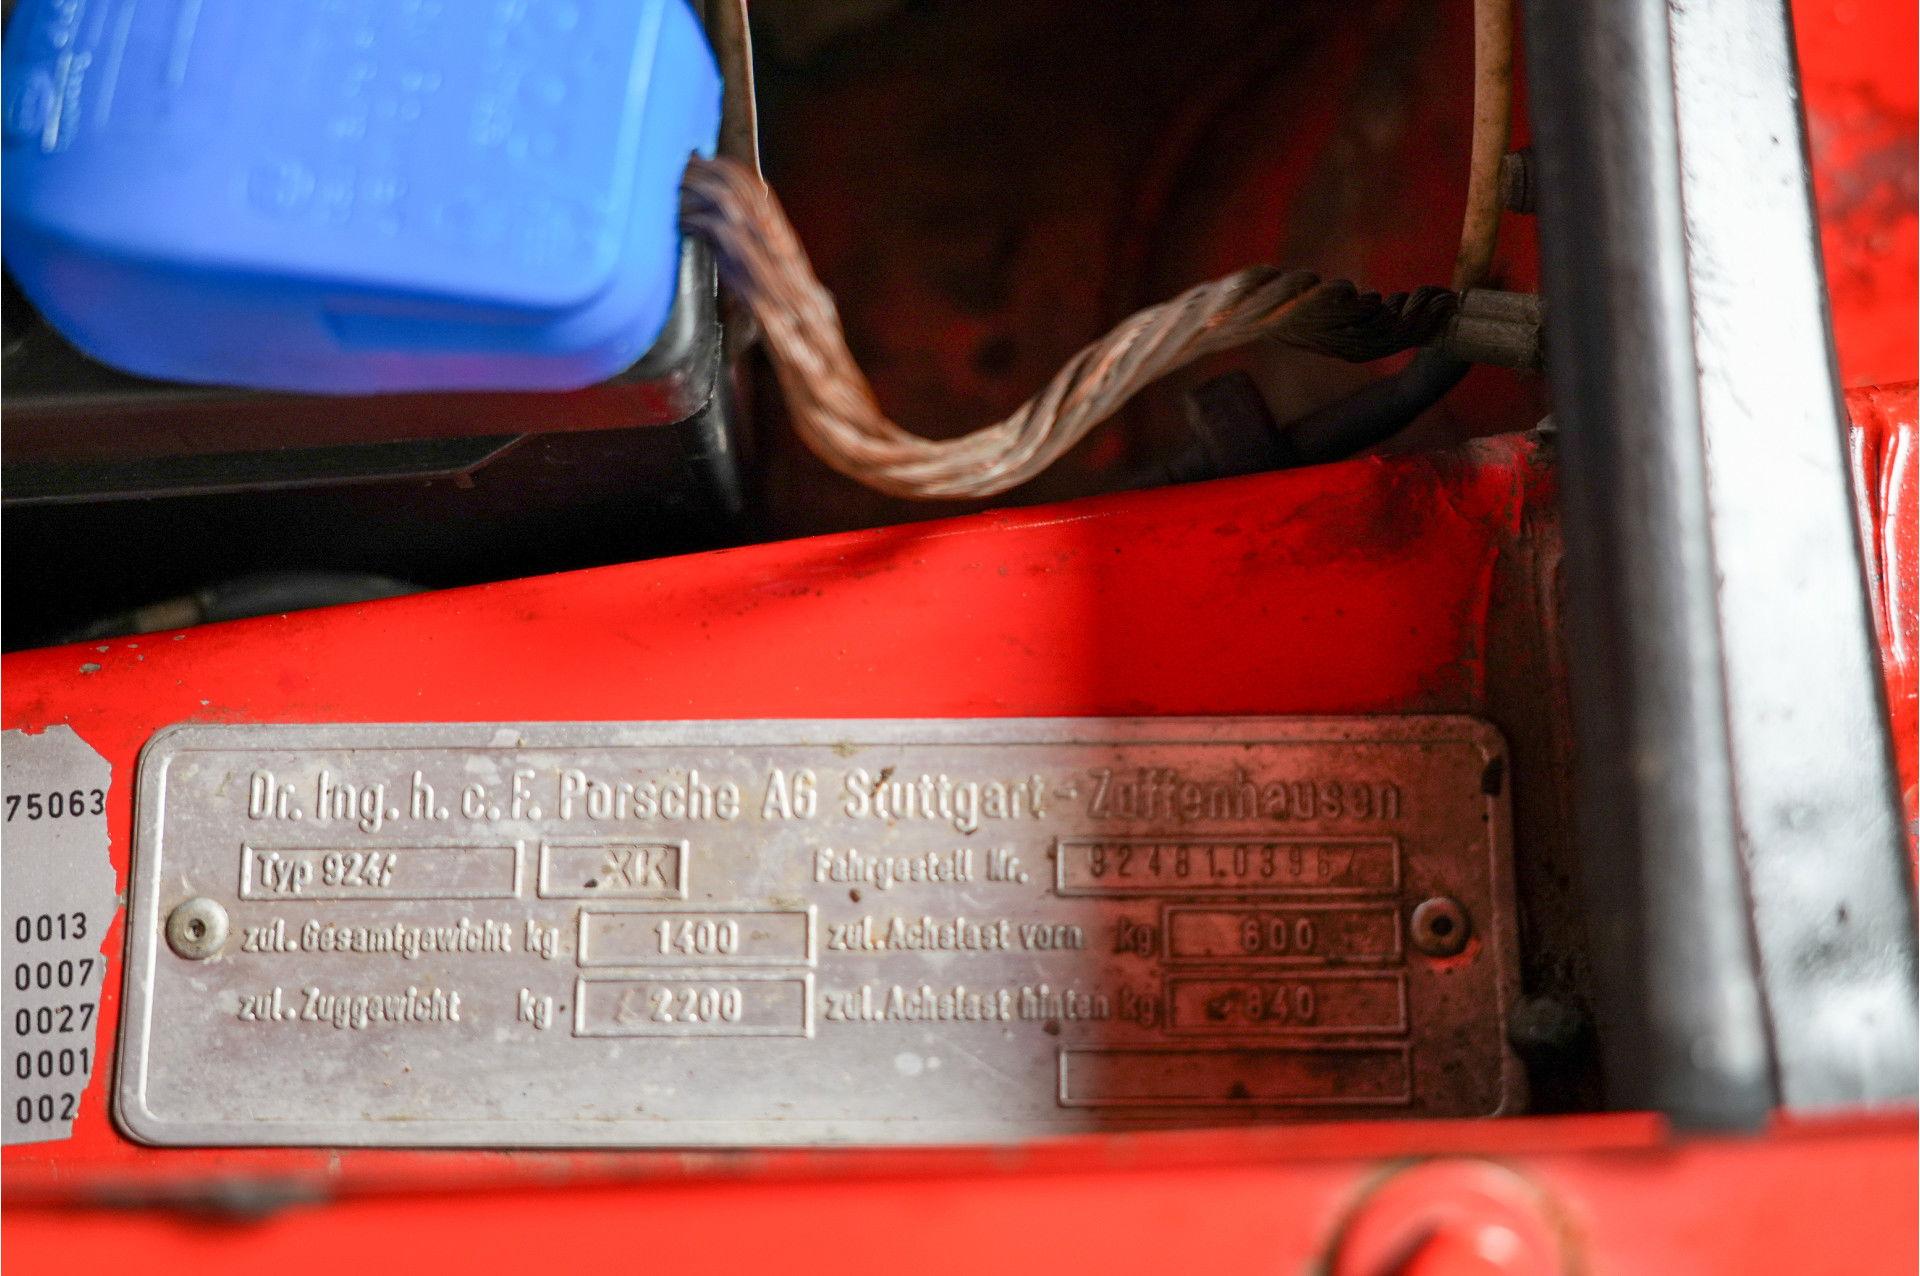 75063
0013
0007
0027
0001
002
Dr. Ing. h. c. F. Porsche AG Stuttgart - Zuffenhausen
Typ 924/ XK Fahrgestell Nr. 9248103967
zul. Gesamtgewicht kg 1400 zul. Achslast vorn kg 600
zul. Zuggewicht kg 2200 zul. Achslast hinten kg 840